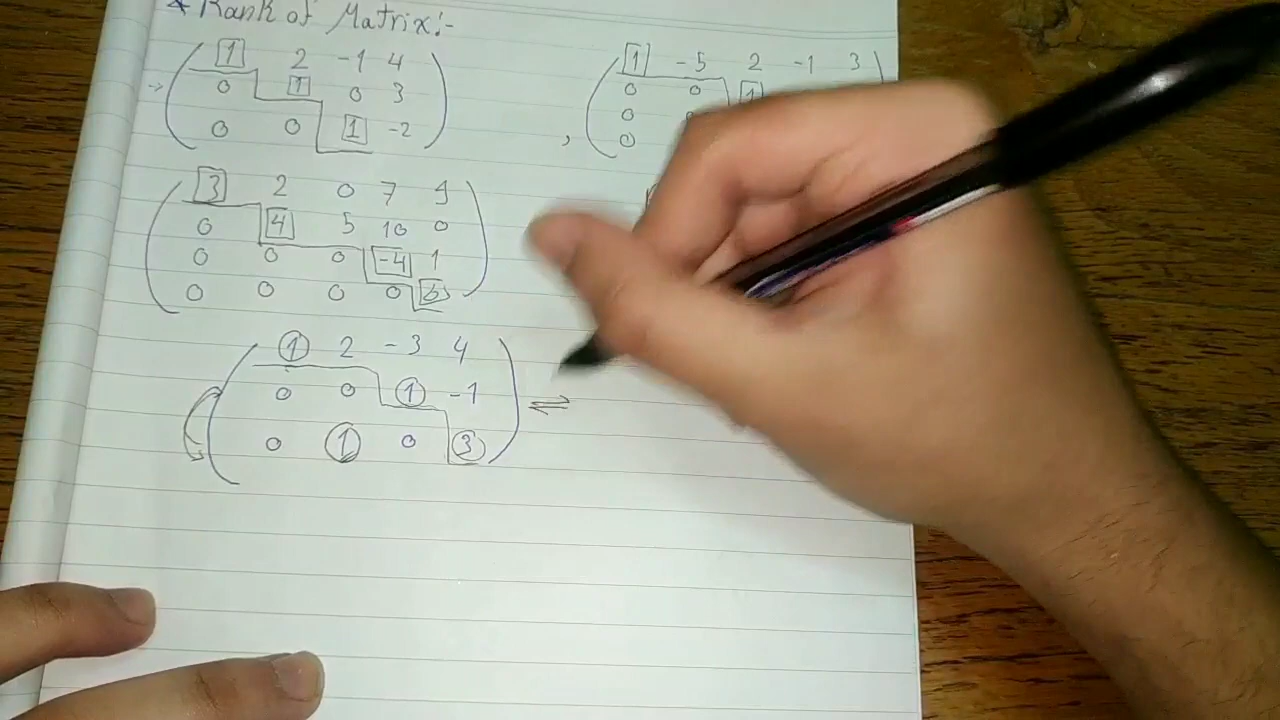 * Rank of Matrix:-
1 2 -1 4
→ 0 1 0 3
0 0 1 -2
, 1 -5 2 -1 3
0 0 1
0
0
3 2 0 7 9
0 4 5 10 0
0 0 0 -4 1
0 0 0 0 6
1 2 -3 4
0 0 1 -1 ⇌
0 1 0 3